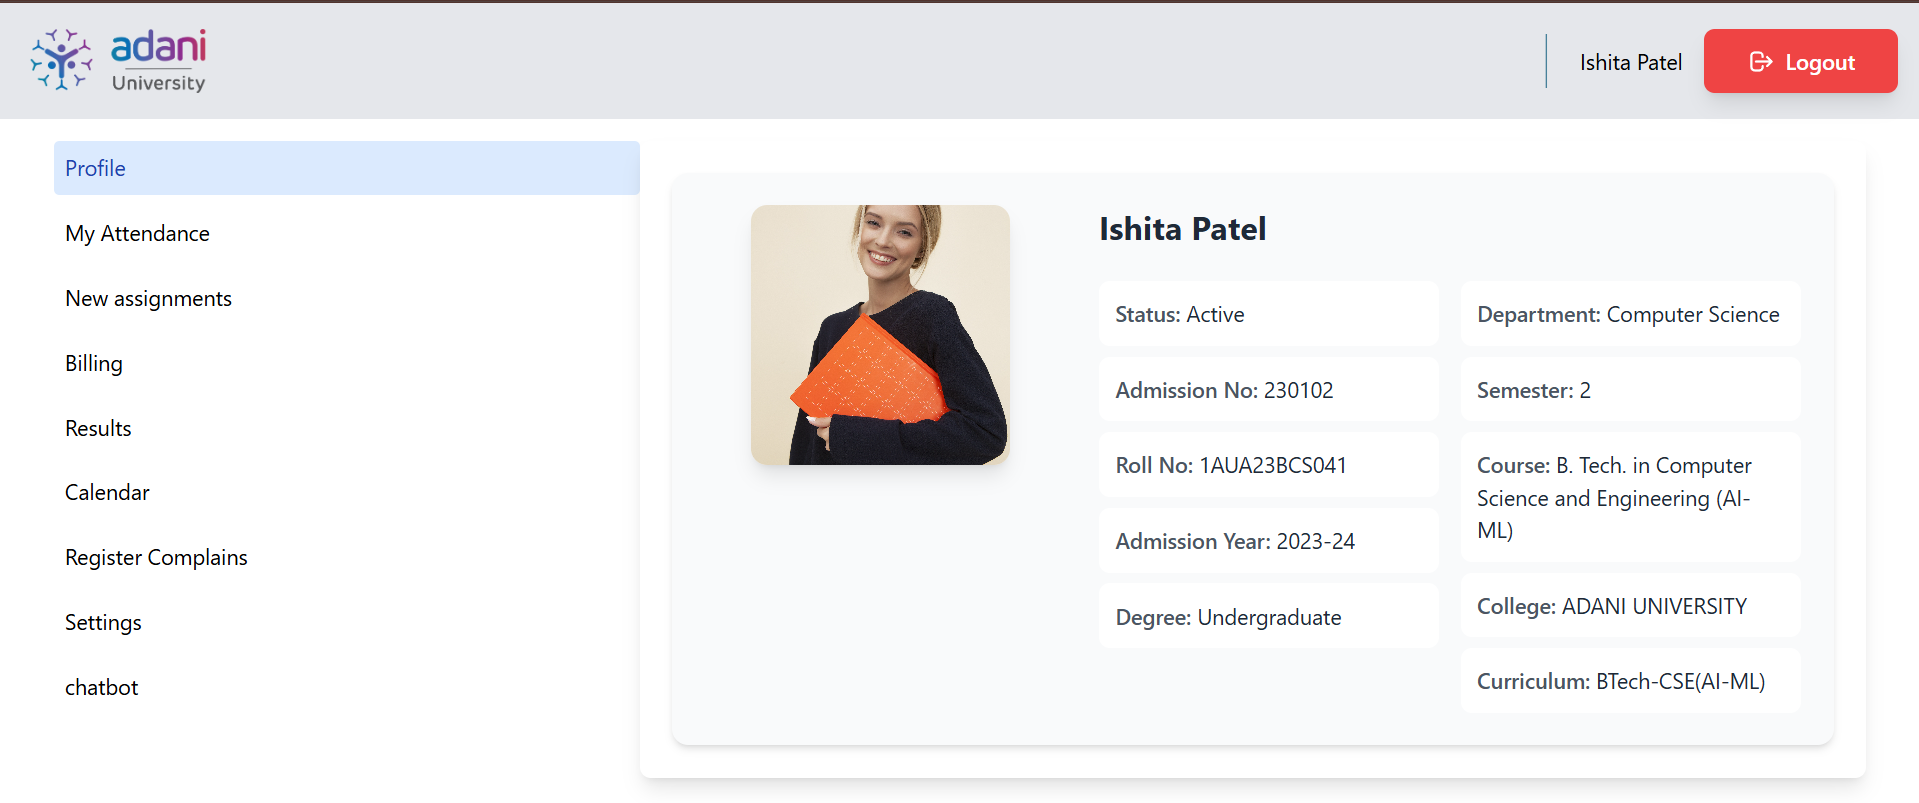 adani
University
Ishita Patel
Logout
Profile
My Attendance
New assignments
Billing
Results
Calendar
Register Complains
Settings
chatbot
Ishita Patel
Status: Active
Admission No: 230102
Roll No: 1AUA23BCS041
Admission Year: 2023-24
Degree: Undergraduate
Department: Computer Science
Semester: 2
Course: B. Tech. in Computer
Science and Engineering (AI-
ML)
College: ADANI UNIVERSITY
Curriculum: BTech-CSE(AI-ML)